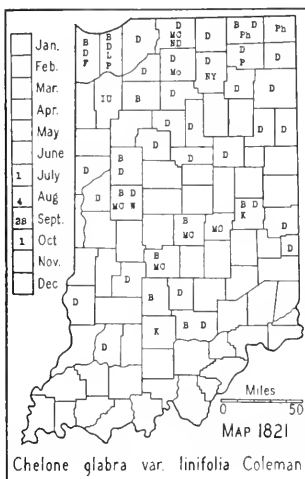 Jan.
Feb.
Mar.
Apr.
May
June
1 July
4 Aug
28 Sept.
1 Oct
Nov.
Dec
B D F
B D L P
D
D MC ND
D
B D Ph
Ph
D
D Mo
D NY
D P
D
IU
B
D
D
D
D
D
D
D
D
B D
D
D
B D MC W
B D K
D
B MC
MC
B MC
D
D
B
D
K
B D
D
Miles
0 50
MAP 1821
Chelone glabra var. linifolia Coleman